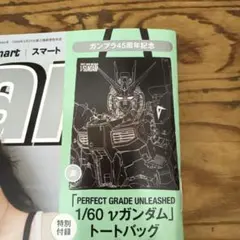 ガンプラ45周年記念
mart | スマート
特別
付録
「PERFECT GRADE UNLEASHED
1/60 νガンダム」
トートバッグ